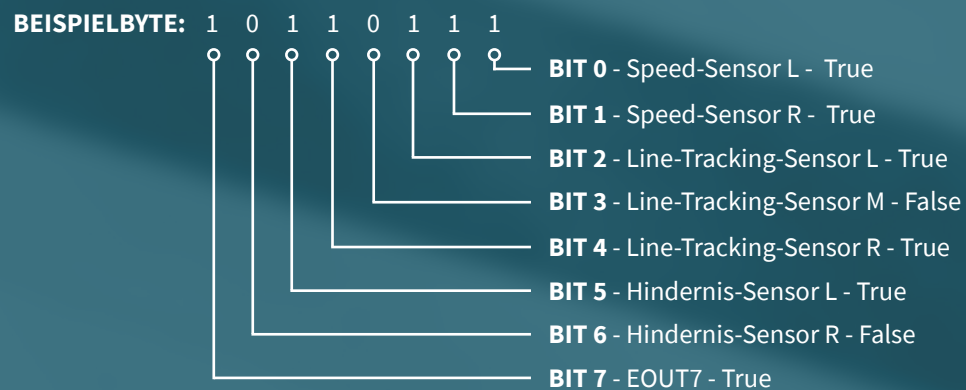 BEISPIELBYTE: 1 0 1 1 0 1 1 1
BIT 0 - Speed-Sensor L - True
BIT 1 - Speed-Sensor R - True
BIT 2 - Line-Tracking-Sensor L - True
BIT 3 - Line-Tracking-Sensor M - False
BIT 4 - Line-Tracking-Sensor R - True
BIT 5 - Hindernis-Sensor L - True
BIT 6 - Hindernis-Sensor R - False
BIT 7 - EOUT7 - True